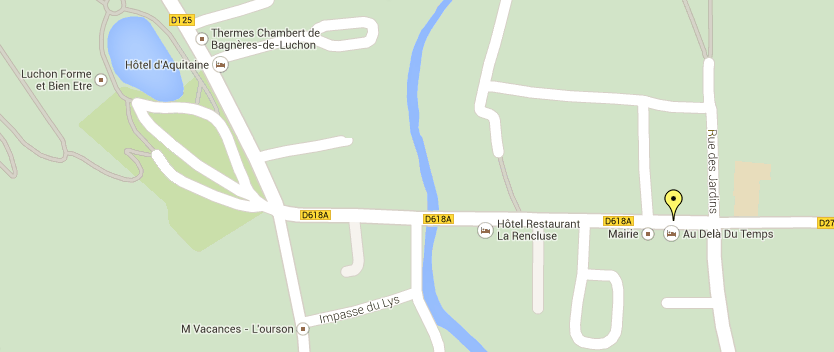 D125
Thermes Chambert de
Bagnères-de-Luchon
Hôtel d'Aquitaine
Luchon Forme
et Bien Etre
Rue des Jardins
D618A
D618A
D618A
D27
Hôtel Restaurant
La Rencluse
Mairie
Au Delà Du Temps
Impasse du Lys
M Vacances - L'ourson